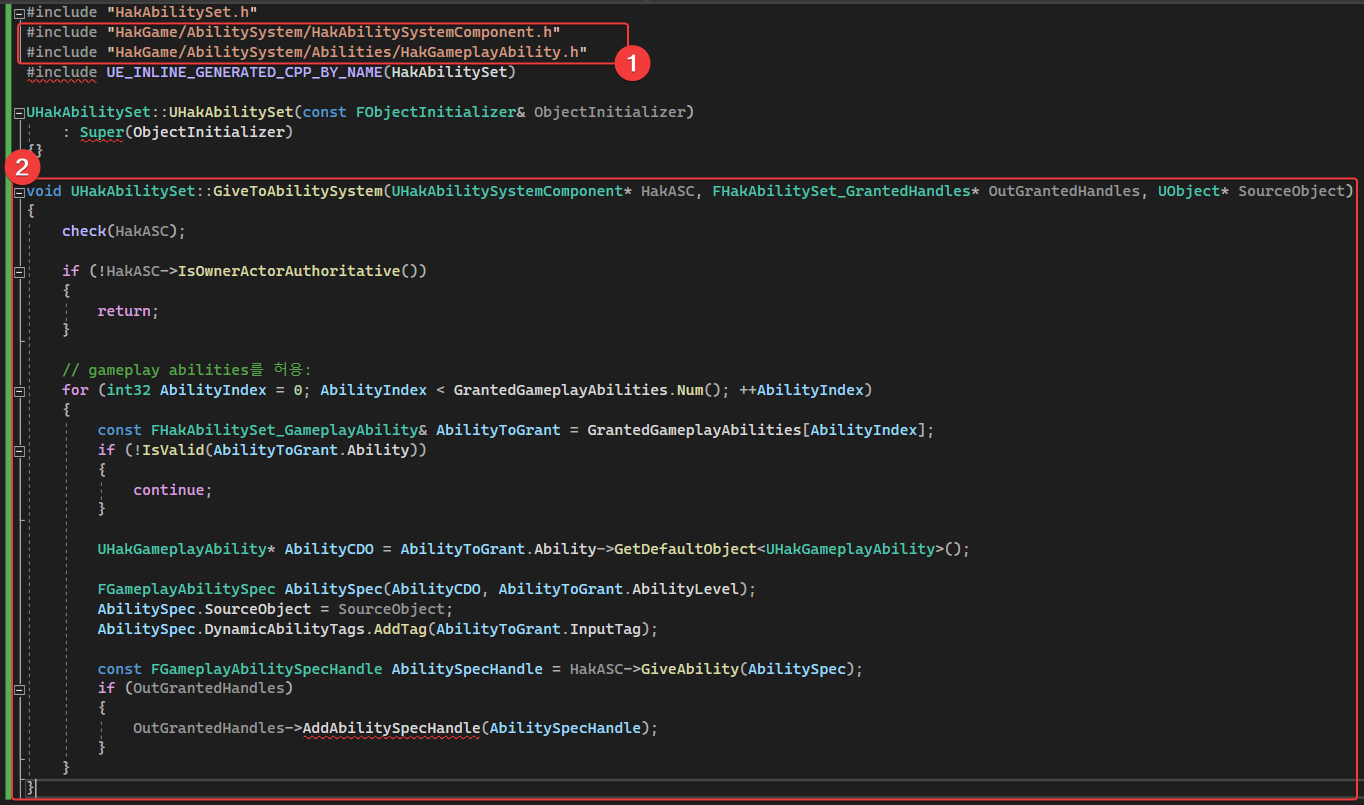 #include "HakAbilitySet.h"
#include "HakGame/AbilitySystem/HakAbilitySystemComponent.h"
#include "HakGame/AbilitySystem/Abilities/HakGameplayAbility.h"
1
#include UE_INLINE_GENERATED_CPP_BY_NAME(HakAbilitySet)
UHakAbilitySet::UHakAbilitySet(const FObjectInitializer& ObjectInitializer)
: Super(ObjectInitializer)
{}
2
void UHakAbilitySet::GiveToAbilitySystem(UHakAbilitySystemComponent* HakASC, FHakAbilitySet_GrantedHandles* OutGrantedHandles, UObject* SourceObject)
{
check(HakASC);
if (!HakASC->IsOwnerActorAuthoritative())
{
return;
}
// gameplay abilities를 허용:
for (int32 AbilityIndex = 0; AbilityIndex < GrantedGameplayAbilities.Num(); ++AbilityIndex)
{
const FHakAbilitySet_GameplayAbility& AbilityToGrant = GrantedGameplayAbilities[AbilityIndex];
if (!IsValid(AbilityToGrant.Ability))
{
continue;
}
UHakGameplayAbility* AbilityCDO = AbilityToGrant.Ability->GetDefaultObject<UHakGameplayAbility>();
FGameplayAbilitySpec AbilitySpec(AbilityCDO, AbilityToGrant.AbilityLevel);
AbilitySpec.SourceObject = SourceObject;
AbilitySpec.DynamicAbilityTags.AddTag(AbilityToGrant.InputTag);
const FGameplayAbilitySpecHandle AbilitySpecHandle = HakASC->GiveAbility(AbilitySpec);
if (OutGrantedHandles)
{
OutGrantedHandles->AddAbilitySpecHandle(AbilitySpecHandle);
}
}
}